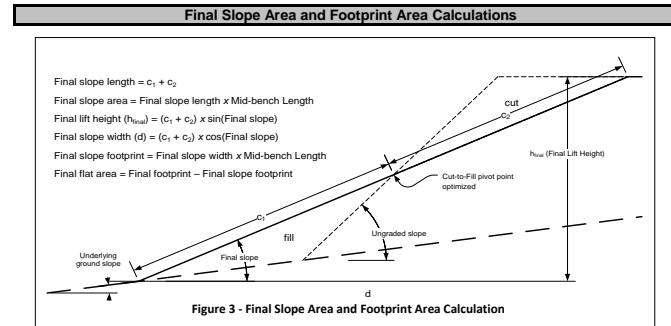 Final Slope Area and Footprint Area Calculations
Final slope length = c₁ + c₂
Final slope area = Final slope length x Mid-bench Length
Final lift height (hfinal) = (c₁ + c₂) x sin(Final slope)
Final slope width (d) = (c₁ + c₂) x cos(Final slope)
Final slope footprint = Final slope width x Mid-bench Length
Final flat area = Final footprint – Final slope footprint
cut
c₂
hfinal (Final Lift Height)
Cut-to-Fill pivot point
optimized
c₁
fill
Ungraded slope
Underlying
ground slope
Final slope
d
Figure 3 - Final Slope Area and Footprint Area Calculation